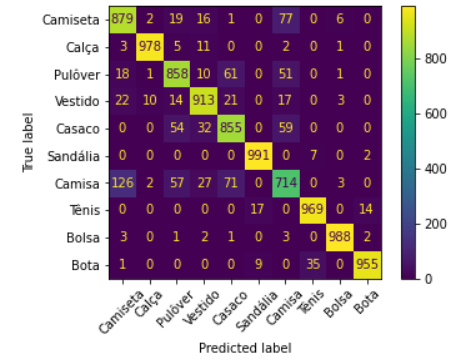 Camiseta 879 2 19 16 1 0 77 0 6 0
Calça 3 978 5 11 0 0 2 0 1 0
Pulôver 18 1 858 10 61 0 51 0 1 0
Vestido 22 10 14 913 21 0 17 0 3 0
Casaco 0 0 54 32 855 0 59 0 0 0
Sandália 0 0 0 0 0 991 0 7 0 2
Camisa 126 2 57 27 71 0 714 0 3 0
Tênis 0 0 0 0 0 17 0 969 0 14
Bolsa 3 0 1 2 1 0 3 0 988 2
Bota 1 0 0 0 0 9 0 35 0 955
True label
Camiseta Calça Pulôver Vestido Casaco Sandália Camisa Tênis Bolsa Bota
Predicted label
800
600
400
200
0